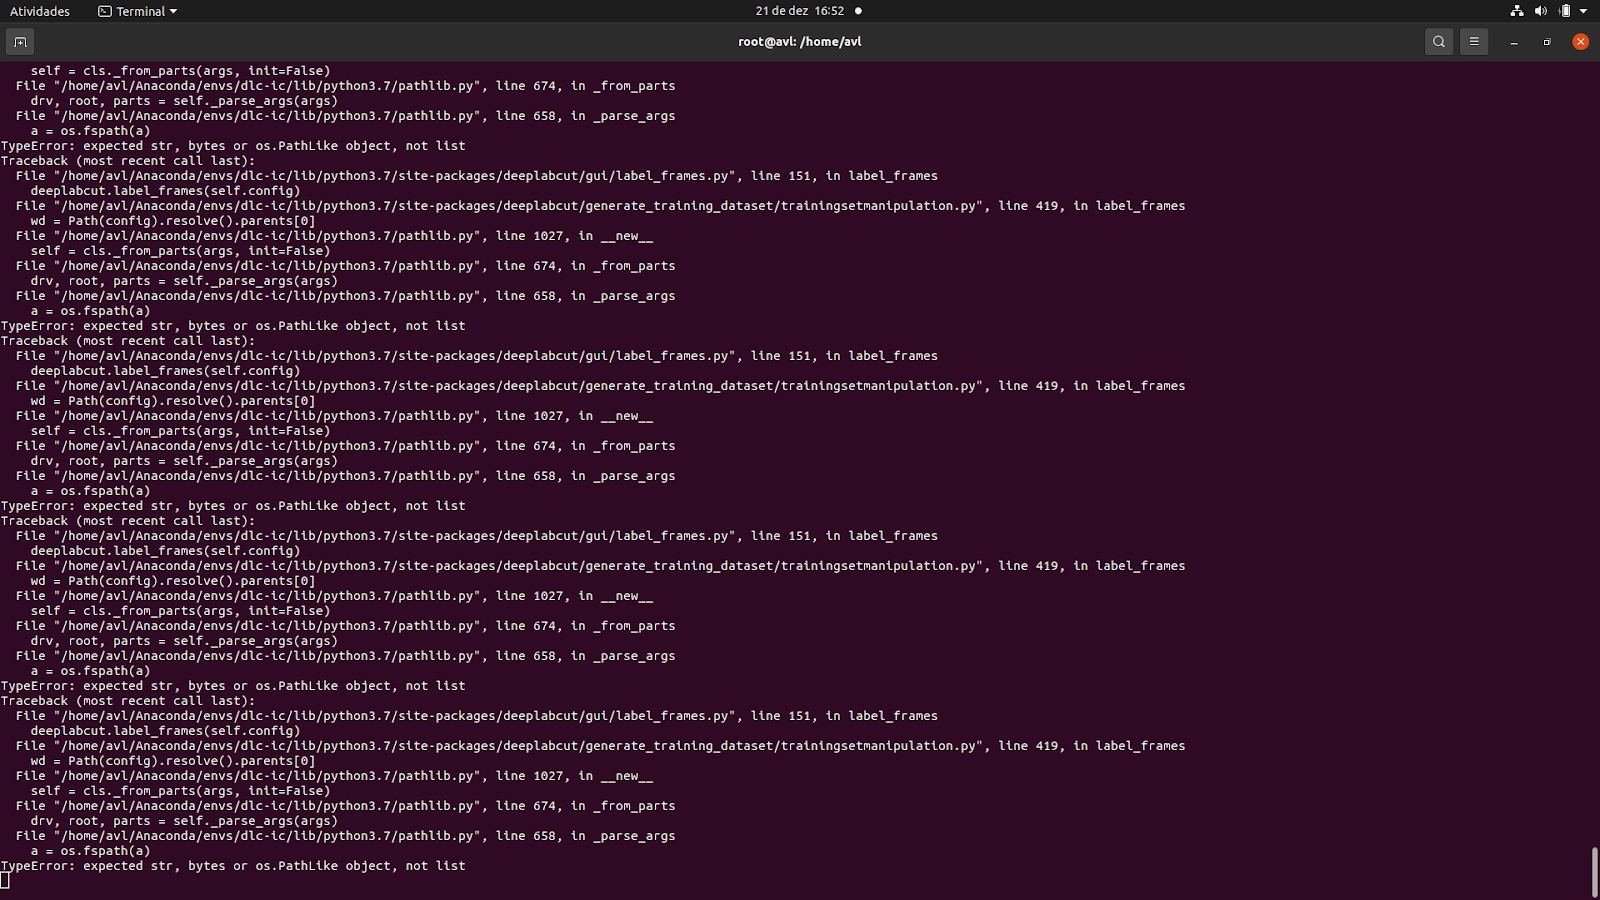 Atividades
Terminal
21 de dez 16:52
root@avl: /home/avl
    self = cls._from_parts(args, init=False)
  File "/home/avl/Anaconda/envs/dlc-ic/lib/python3.7/pathlib.py", line 674, in _from_parts
    drv, root, parts = self._parse_args(args)
  File "/home/avl/Anaconda/envs/dlc-ic/lib/python3.7/pathlib.py", line 658, in _parse_args
    a = os.fspath(a)
TypeError: expected str, bytes or os.PathLike object, not list
Traceback (most recent call last):
  File "/home/avl/Anaconda/envs/dlc-ic/lib/python3.7/site-packages/deeplabcut/gui/label_frames.py", line 151, in label_frames
    deeplabcut.label_frames(self.config)
  File "/home/avl/Anaconda/envs/dlc-ic/lib/python3.7/site-packages/deeplabcut/generate_training_dataset/trainingsetmanipulation.py", line 419, in label_frames
    wd = Path(config).resolve().parents[0]
  File "/home/avl/Anaconda/envs/dlc-ic/lib/python3.7/pathlib.py", line 1027, in __new__
    self = cls._from_parts(args, init=False)
  File "/home/avl/Anaconda/envs/dlc-ic/lib/python3.7/pathlib.py", line 674, in _from_parts
    drv, root, parts = self._parse_args(args)
  File "/home/avl/Anaconda/envs/dlc-ic/lib/python3.7/pathlib.py", line 658, in _parse_args
    a = os.fspath(a)
TypeError: expected str, bytes or os.PathLike object, not list
Traceback (most recent call last):
  File "/home/avl/Anaconda/envs/dlc-ic/lib/python3.7/site-packages/deeplabcut/gui/label_frames.py", line 151, in label_frames
    deeplabcut.label_frames(self.config)
  File "/home/avl/Anaconda/envs/dlc-ic/lib/python3.7/site-packages/deeplabcut/generate_training_dataset/trainingsetmanipulation.py", line 419, in label_frames
    wd = Path(config).resolve().parents[0]
  File "/home/avl/Anaconda/envs/dlc-ic/lib/python3.7/pathlib.py", line 1027, in __new__
    self = cls._from_parts(args, init=False)
  File "/home/avl/Anaconda/envs/dlc-ic/lib/python3.7/pathlib.py", line 674, in _from_parts
    drv, root, parts = self._parse_args(args)
  File "/home/avl/Anaconda/envs/dlc-ic/lib/python3.7/pathlib.py", line 658, in _parse_args
    a = os.fspath(a)
TypeError: expected str, bytes or os.PathLike object, not list
Traceback (most recent call last):
  File "/home/avl/Anaconda/envs/dlc-ic/lib/python3.7/site-packages/deeplabcut/gui/label_frames.py", line 151, in label_frames
    deeplabcut.label_frames(self.config)
  File "/home/avl/Anaconda/envs/dlc-ic/lib/python3.7/site-packages/deeplabcut/generate_training_dataset/trainingsetmanipulation.py", line 419, in label_frames
    wd = Path(config).resolve().parents[0]
  File "/home/avl/Anaconda/envs/dlc-ic/lib/python3.7/pathlib.py", line 1027, in __new__
    self = cls._from_parts(args, init=False)
  File "/home/avl/Anaconda/envs/dlc-ic/lib/python3.7/pathlib.py", line 674, in _from_parts
    drv, root, parts = self._parse_args(args)
  File "/home/avl/Anaconda/envs/dlc-ic/lib/python3.7/pathlib.py", line 658, in _parse_args
    a = os.fspath(a)
TypeError: expected str, bytes or os.PathLike object, not list
Traceback (most recent call last):
  File "/home/avl/Anaconda/envs/dlc-ic/lib/python3.7/site-packages/deeplabcut/gui/label_frames.py", line 151, in label_frames
    deeplabcut.label_frames(self.config)
  File "/home/avl/Anaconda/envs/dlc-ic/lib/python3.7/site-packages/deeplabcut/generate_training_dataset/trainingsetmanipulation.py", line 419, in label_frames
    wd = Path(config).resolve().parents[0]
  File "/home/avl/Anaconda/envs/dlc-ic/lib/python3.7/pathlib.py", line 1027, in __new__
    self = cls._from_parts(args, init=False)
  File "/home/avl/Anaconda/envs/dlc-ic/lib/python3.7/pathlib.py", line 674, in _from_parts
    drv, root, parts = self._parse_args(args)
  File "/home/avl/Anaconda/envs/dlc-ic/lib/python3.7/pathlib.py", line 658, in _parse_args
    a = os.fspath(a)
TypeError: expected str, bytes or os.PathLike object, not list